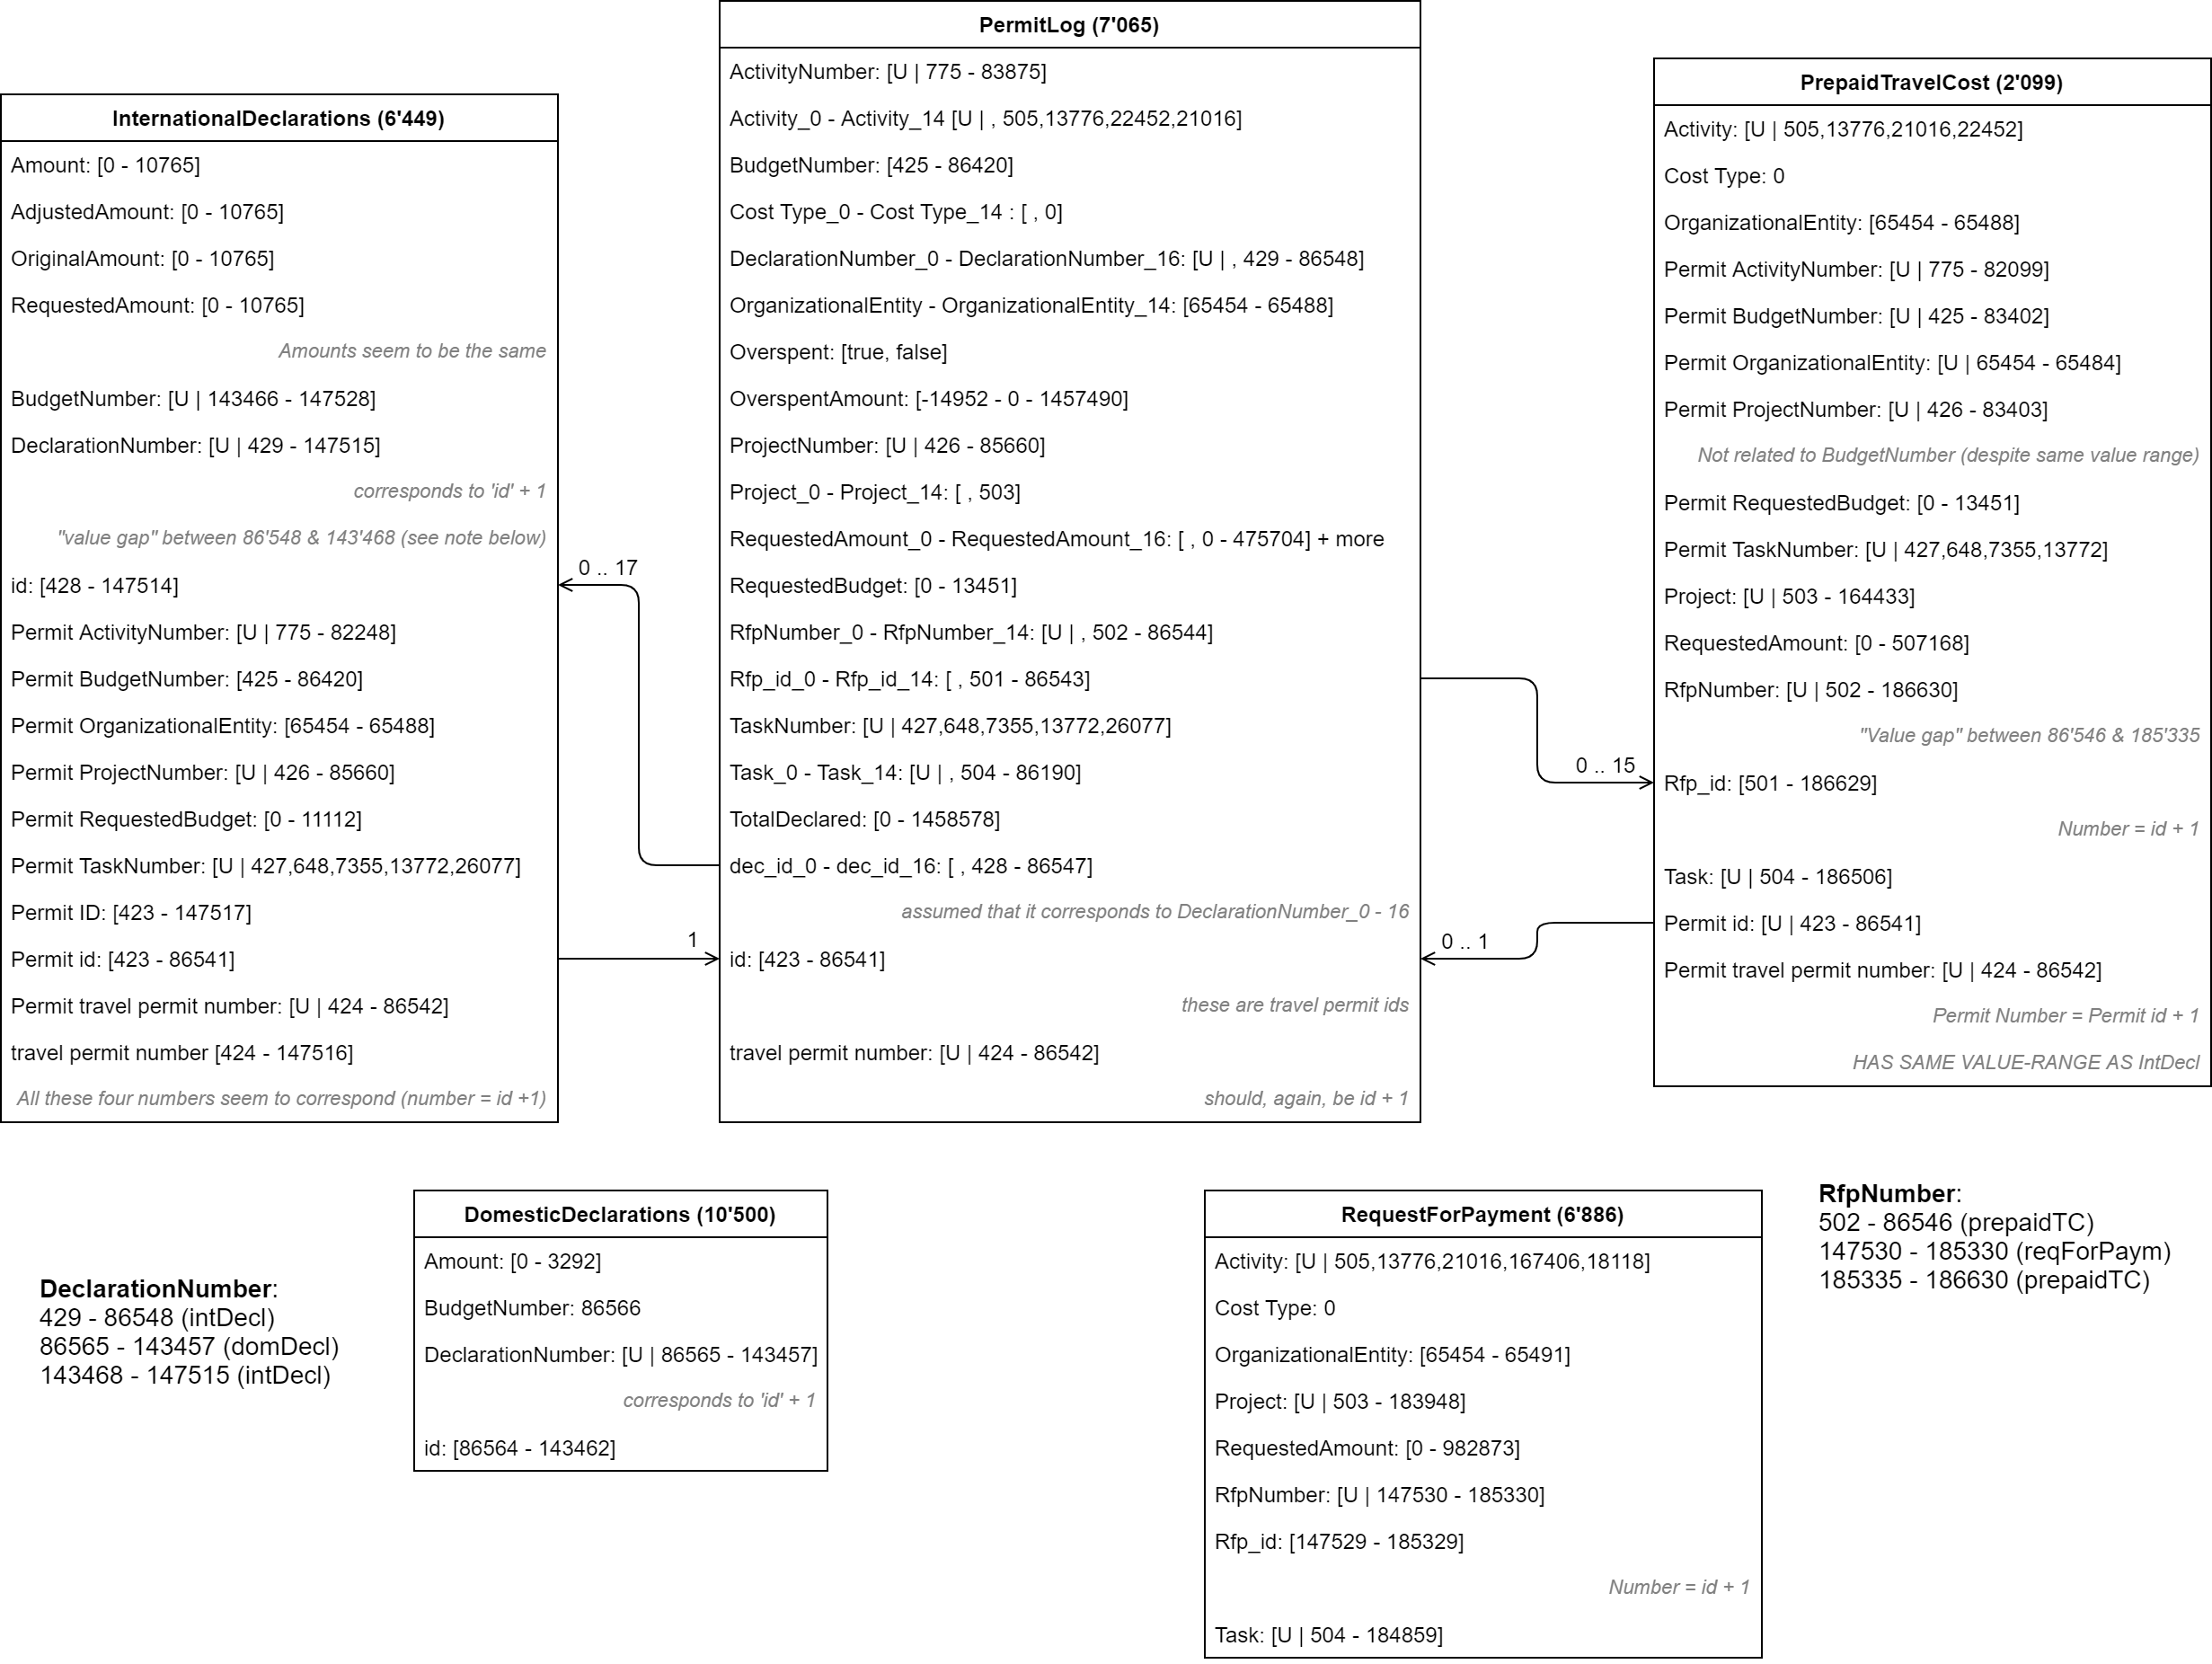 PermitLog (7'065)
ActivityNumber: [U | 775 - 83875]
Activity_0 - Activity_14 [U | , 505,13776,22452,21016]
BudgetNumber: [425 - 86420]
Cost Type_0 - Cost Type_14 : [ , 0]
DeclarationNumber_0 - DeclarationNumber_16: [U | , 429 - 86548]
OrganizationalEntity - OrganizationalEntity_14: [65454 - 65488]
Overspent: [true, false]
OverspentAmount: [-14952 - 0 - 1457490]
ProjectNumber: [U | 426 - 85660]
Project_0 - Project_14: [ , 503]
RequestedAmount_0 - RequestedAmount_16: [ , 0 - 475704] + more
RequestedBudget: [0 - 13451]
RfpNumber_0 - RfpNumber_14: [U | , 502 - 86544]
Rfp_id_0 - Rfp_id_14: [ , 501 - 86543]
TaskNumber: [U | 427,648,7355,13772,26077]
Task_0 - Task_14: [U | , 504 - 86190]
TotalDeclared: [0 - 1458578]
dec_id_0 - dec_id_16: [ , 428 - 86547]
assumed that it corresponds to DeclarationNumber_0 - 16
id: [423 - 86541]
these are travel permit ids
travel permit number: [U | 424 - 86542]
should, again, be id + 1
InternationalDeclarations (6'449)
Amount: [0 - 10765]
AdjustedAmount: [0 - 10765]
OriginalAmount: [0 - 10765]
RequestedAmount: [0 - 10765]
Amounts seem to be the same
BudgetNumber: [U | 143466 - 147528]
DeclarationNumber: [U | 429 - 147515]
corresponds to 'id' + 1
"value gap" between 86'548 & 143'468 (see note below)
id: [428 - 147514]
Permit ActivityNumber: [U | 775 - 82248]
Permit BudgetNumber: [425 - 86420]
Permit OrganizationalEntity: [65454 - 65488]
Permit ProjectNumber: [U | 426 - 85660]
Permit RequestedBudget: [0 - 11112]
Permit TaskNumber: [U | 427,648,7355,13772,26077]
Permit ID: [423 - 147517]
Permit id: [423 - 86541]
Permit travel permit number: [U | 424 - 86542]
travel permit number [424 - 147516]
All these four numbers seem to correspond (number = id +1)
0 .. 17
1
PrepaidTravelCost (2'099)
Activity: [U | 505,13776,21016,22452]
Cost Type: 0
OrganizationalEntity: [65454 - 65488]
Permit ActivityNumber: [U | 775 - 82099]
Permit BudgetNumber: [U | 425 - 83402]
Permit OrganizationalEntity: [U | 65454 - 65484]
Permit ProjectNumber: [U | 426 - 83403]
Not related to BudgetNumber (despite same value range)
Permit RequestedBudget: [0 - 13451]
Permit TaskNumber: [U | 427,648,7355,13772]
Project: [U | 503 - 164433]
RequestedAmount: [0 - 507168]
RfpNumber: [U | 502 - 186630]
"Value gap" between 86'546 & 185'335
Rfp_id: [501 - 186629]
Number = id + 1
Task: [U | 504 - 186506]
Permit id: [U | 423 - 86541]
Permit travel permit number: [U | 424 - 86542]
Permit Number = Permit id + 1
HAS SAME VALUE-RANGE AS IntDecl
0 .. 15
0 .. 1
DeclarationNumber:
429 - 86548 (intDecl)
86565 - 143457 (domDecl)
143468 - 147515 (intDecl)
DomesticDeclarations (10'500)
Amount: [0 - 3292]
BudgetNumber: 86566
DeclarationNumber: [U | 86565 - 143457]
corresponds to 'id' + 1
id: [86564 - 143462]
RequestForPayment (6'886)
Activity: [U | 505,13776,21016,167406,18118]
Cost Type: 0
OrganizationalEntity: [65454 - 65491]
Project: [U | 503 - 183948]
RequestedAmount: [0 - 982873]
RfpNumber: [U | 147530 - 185330]
Rfp_id: [147529 - 185329]
Number = id + 1
Task: [U | 504 - 184859]
RfpNumber:
502 - 86546 (prepaidTC)
147530 - 185330 (reqForPaym)
185335 - 186630 (prepaidTC)